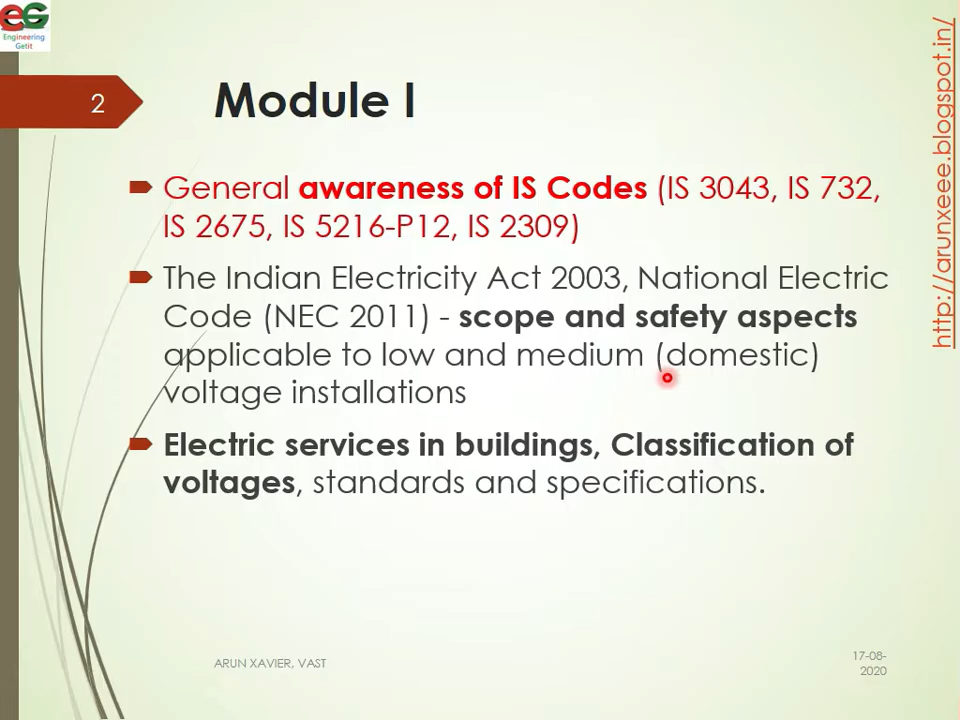 EG
Engineering
Getit
2
Module I
General awareness of IS Codes (IS 3043, IS 732,
IS 2675, IS 5216-P12, IS 2309)
The Indian Electricity Act 2003, National Electric
Code (NEC 2011) - scope and safety aspects
applicable to low and medium (domestic)
voltage installations
Electric services in buildings, Classification of
voltages, standards and specifications.
ARUN XAVIER, VAST
17-08-
2020
http://arunxeee.blogspot.in/